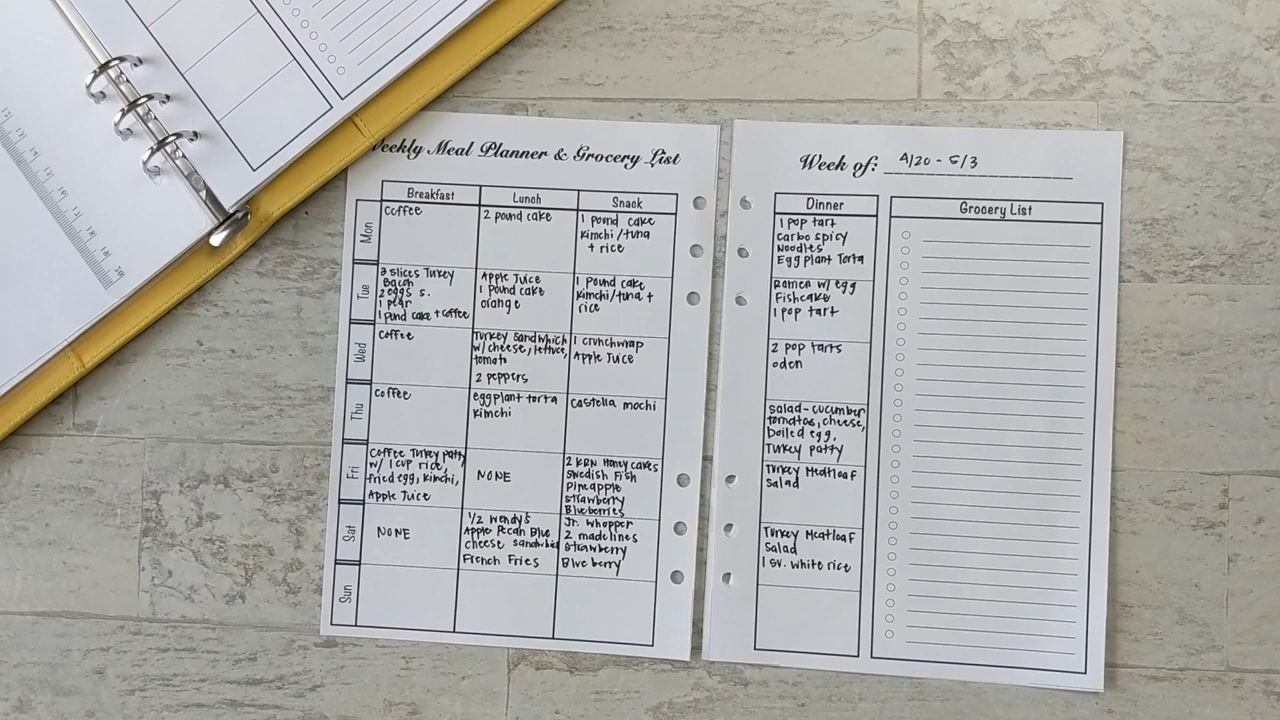 Weekly Meal Planner & Grocery List
Breakfast
Lunch
Snack
Mon
Coffee
2 pound cake
1 pound cake
kimchi/tuna
+ rice
Tue
3 slices Turkey
Bacon
2 eggs s.
1 pear
1 pund cake + coffee
Apple Juice
1 pound cake
orange
1 pound cake
kimchi/tuna +
rice
Wed
Coffee
Turkey Sandwhich
w/ cheese, lettuce,
tomato
2 peppers
1 crunchwrap
Apple Juice
Thu
Coffee
eggplant torta
kimchi
castella mochi
Fri
Coffee Turkey patty
w/ 1 cup rice,
fried egg, kimchi,
Apple Juice
NONE
2 KRN Honey cakes
Swedish Fish
Pineapple
strawberry
Blueberries
Sat
NONE
1/2 Wendy's
Apple Pecan Blue
cheese sandwhich
French Fries
Jr. Whopper
2 madelines
Strawberry
Blue berry
Sun
Week of: 4/20 - 5/3
Dinner
Grocery List
1 pop tart
carbo spicy
Noodles
Eggplant Torta
Ramen w/ egg
Fishcake
1 pop tart
2 pop tarts
oden
salad - cucumber
tomatos, cheese,
boiled egg,
Turkey patty
Turkey Meatloaf
Salad
Turkey Meatloaf
Salad
1 sv. white rice